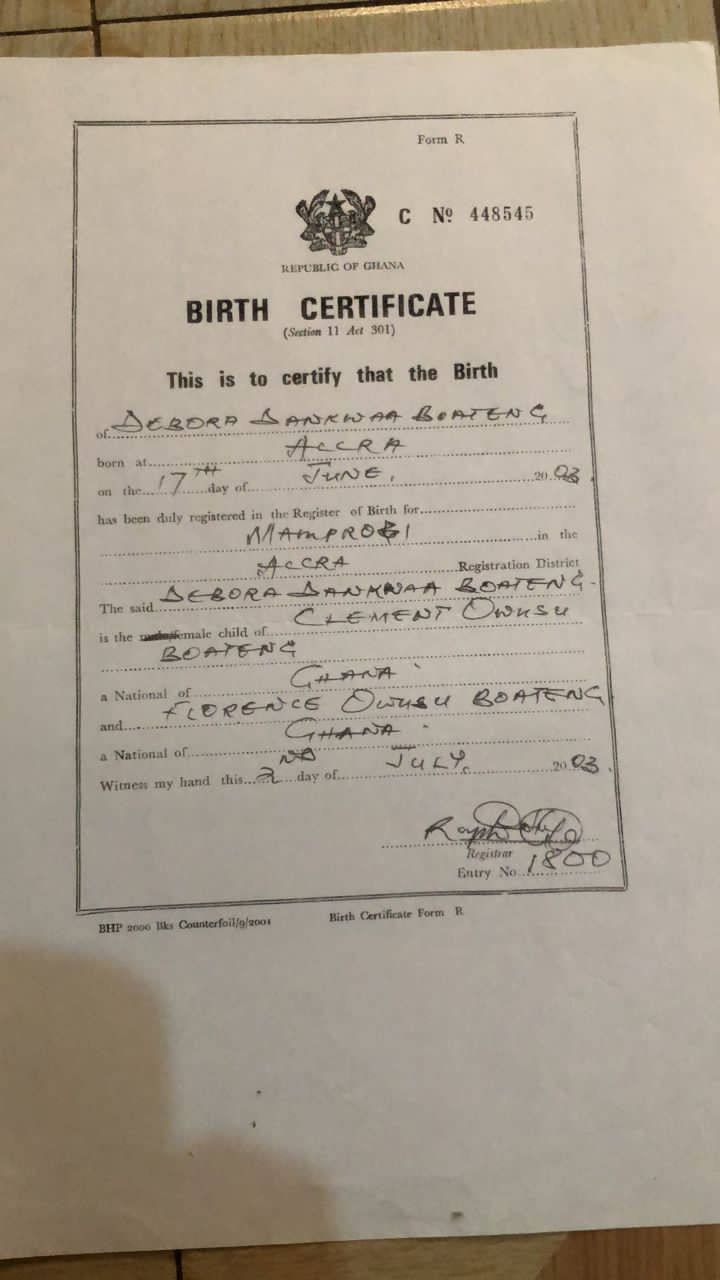 Form R
C Nº 448545
REPUBLIC OF GHANA
BIRTH CERTIFICATE
(Section 11 Act 301)
This is to certify that the Birth
of DEBORA DANKWAA BOATENG
born at ACCRA
on the 17TH day of JUNE, 2003.
has been duly registered in the Register of Birth for
MAMPROBI in the
ACCRA Registration District
The said DEBORA DANKWAA BOATENG
is the male/female child of CLEMENT OWUSU
BOATENG
a National of GHANA
and FLORENCE OWUSU BOATENG
a National of GHANA
Witness my hand this 2ND day of JULY, 2003.
Registrar
Entry No. 1800
BHP 2000 Bks Counterfoil/9/2001 Birth Certificate Form R